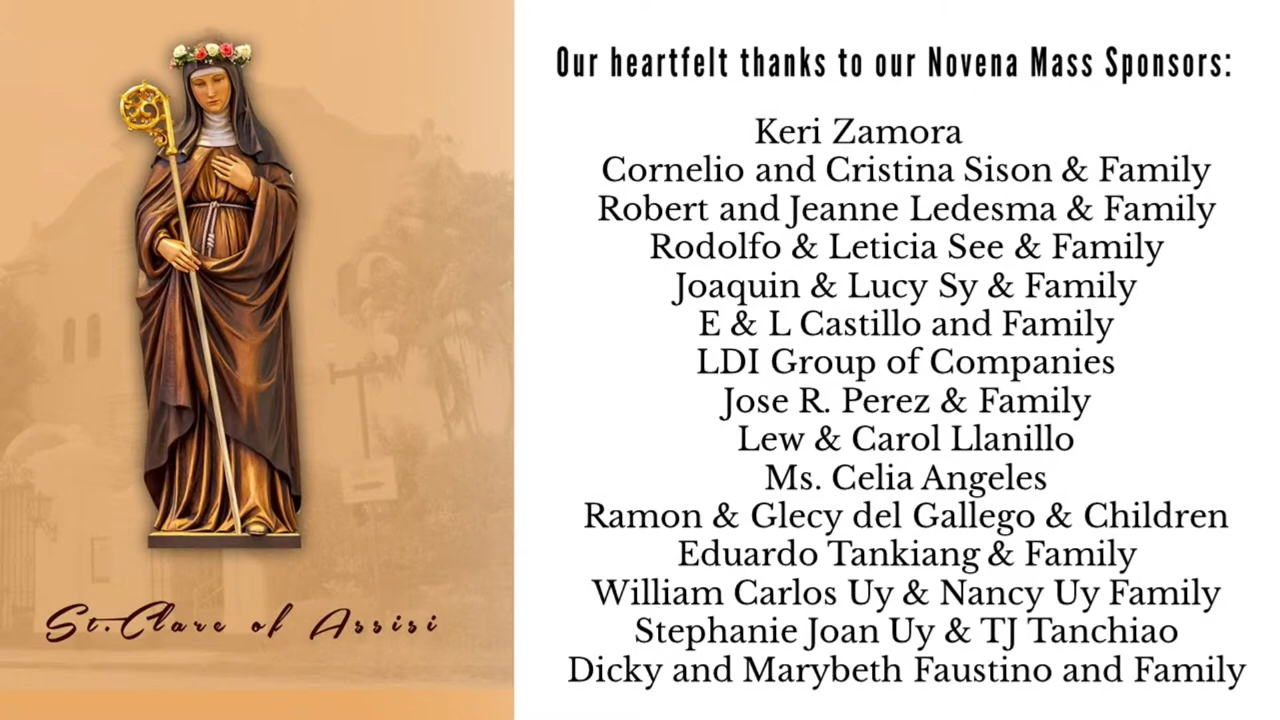 Our heartfelt thanks to our Novena Mass Sponsors:
Keri Zamora
Cornelio and Cristina Sison & Family
Robert and Jeanne Ledesma & Family
Rodolfo & Leticia See & Family
Joaquin & Lucy Sy & Family
E & L Castillo and Family
LDI Group of Companies
Jose R. Perez & Family
Lew & Carol Llanillo
Ms. Celia Angeles
Ramon & Glecy del Gallego & Children
Eduardo Tankiang & Family
William Carlos Uy & Nancy Uy Family
Stephanie Joan Uy & TJ Tanchiao
Dicky and Marybeth Faustino and Family
St. Clare of Assisi